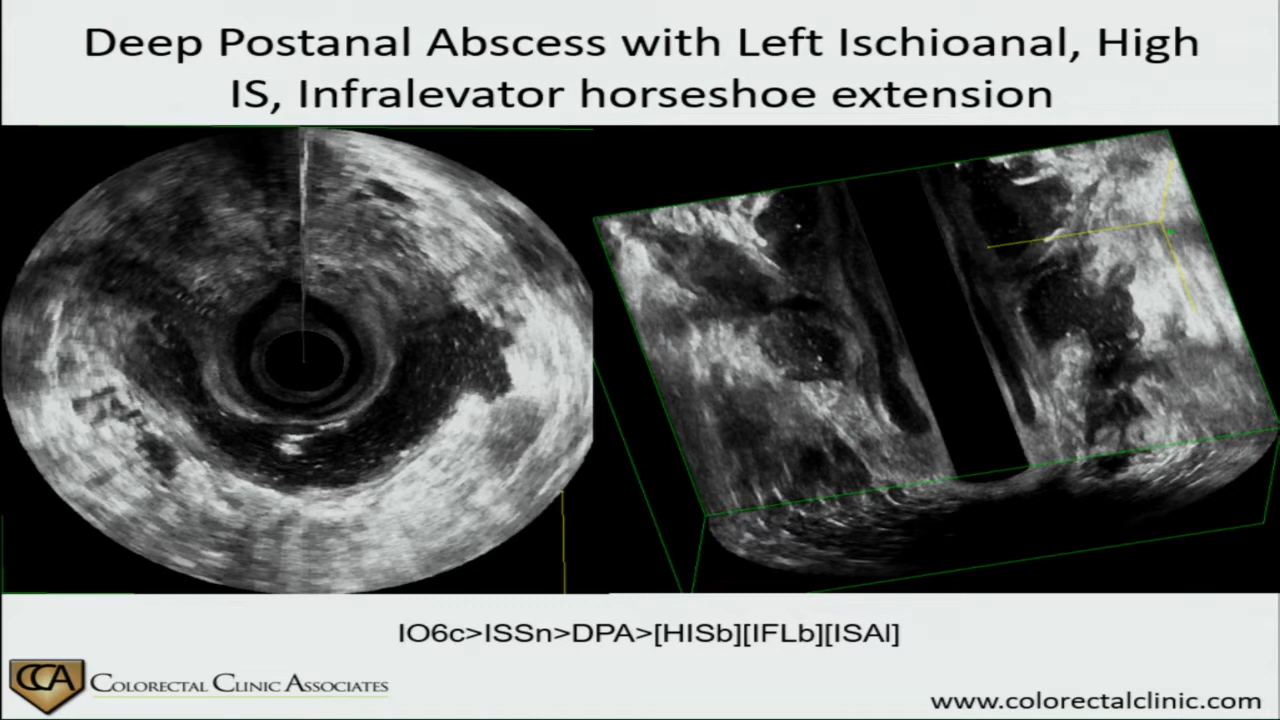 Deep Postanal Abscess with Left Ischioanal, High
IS, Infralevator horseshoe extension
IO6c>ISSn>DPA>[HISb][IFLb][ISAl]
CCA COLORECTAL CLINIC ASSOCIATES
www.colorectalclinic.com